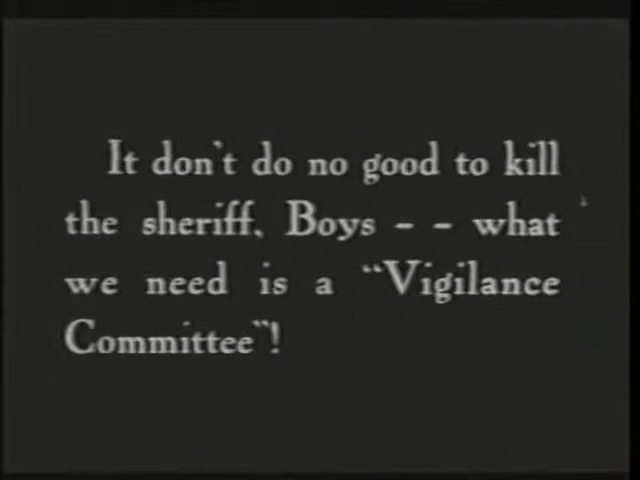 It don't do no good to kill
the sheriff, Boys - - what
we need is a "Vigilance
Committee"!